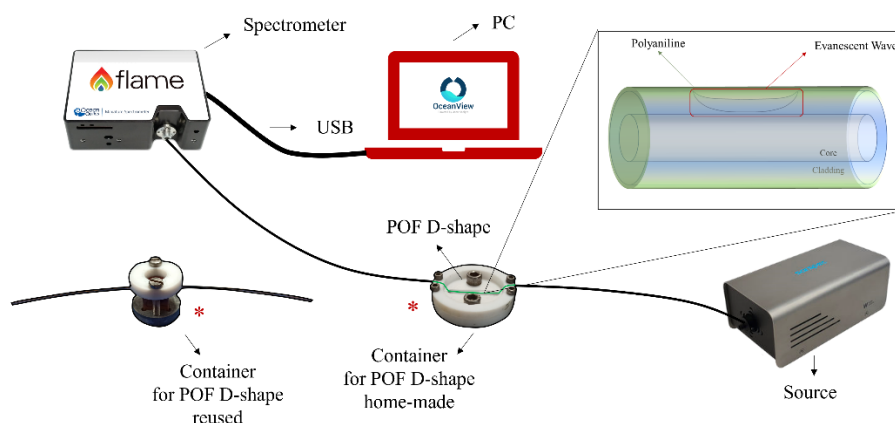 Spectrometer
PC
flame
OceanView
USB
Polyaniline
Evanescent Wave
Core
Cladding
POF D-shape
*
*
Container
for POF D-shape
reused
Container
for POF D-shape
home-made
Source